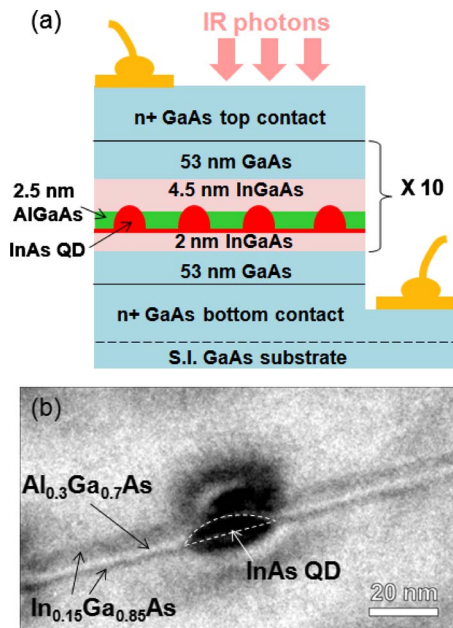 (a)
IR photons
n+ GaAs top contact
53 nm GaAs
4.5 nm InGaAs
2.5 nm
AlGaAs
X 10
InAs QD
2 nm InGaAs
53 nm GaAs
n+ GaAs bottom contact
S.I. GaAs substrate
(b)
Al0.3Ga0.7As
InAs QD
In0.15Ga0.85As
20 nm